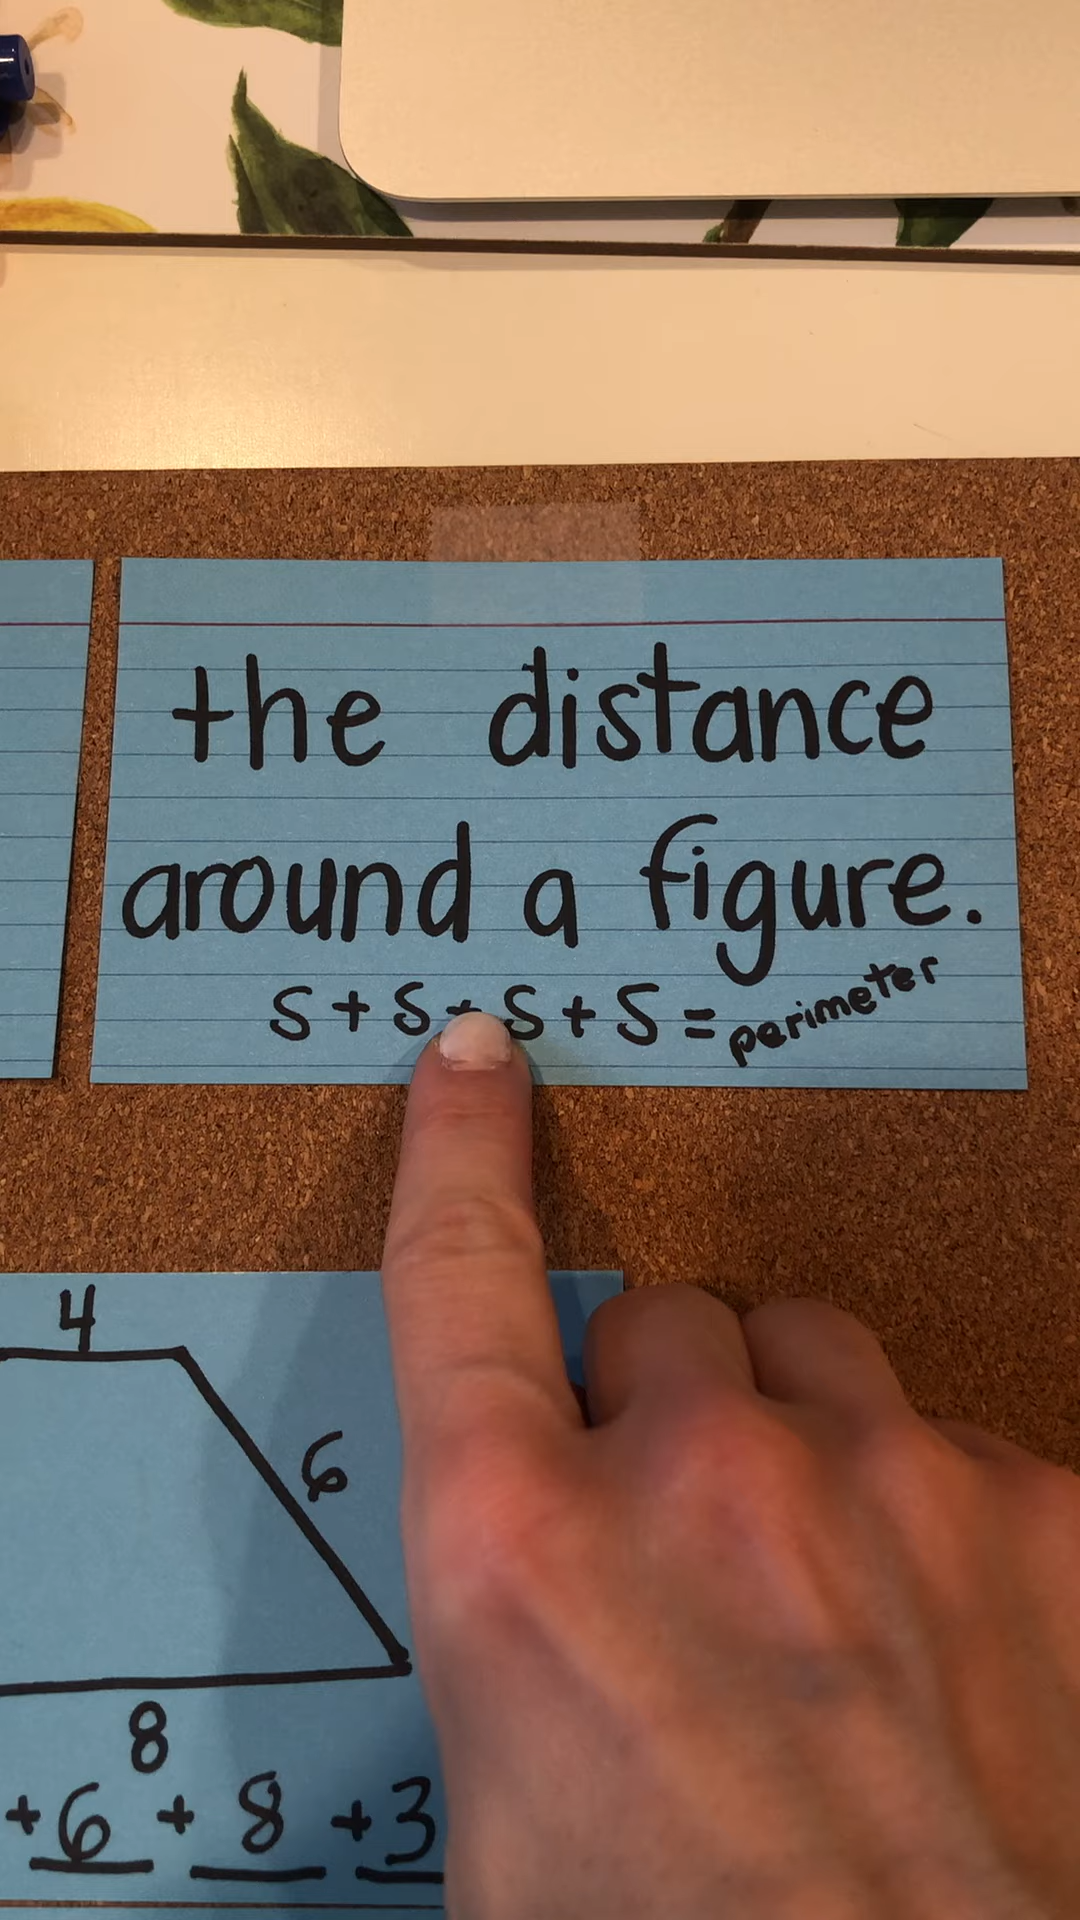 the distance
around a figure.
S + S + S + S = perimeter
4
6
8
+ 6 + 8 + 3